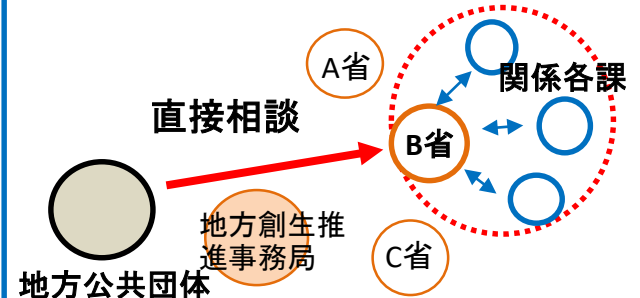 A省
関係各課
直接相談
B省
地方創生推
進事務局
C省
地方公共団体